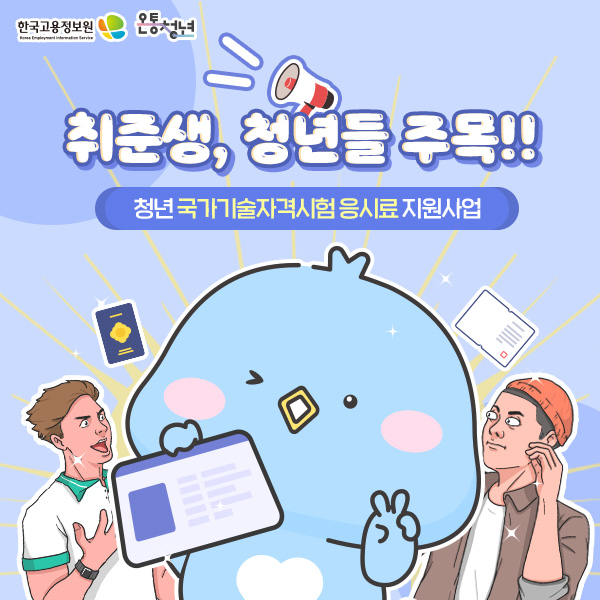 한국고용정보원
Korea Employment Information Service
온통청년
취준생, 청년들 주목!!
청년 국가기술자격시험 응시료 지원사업